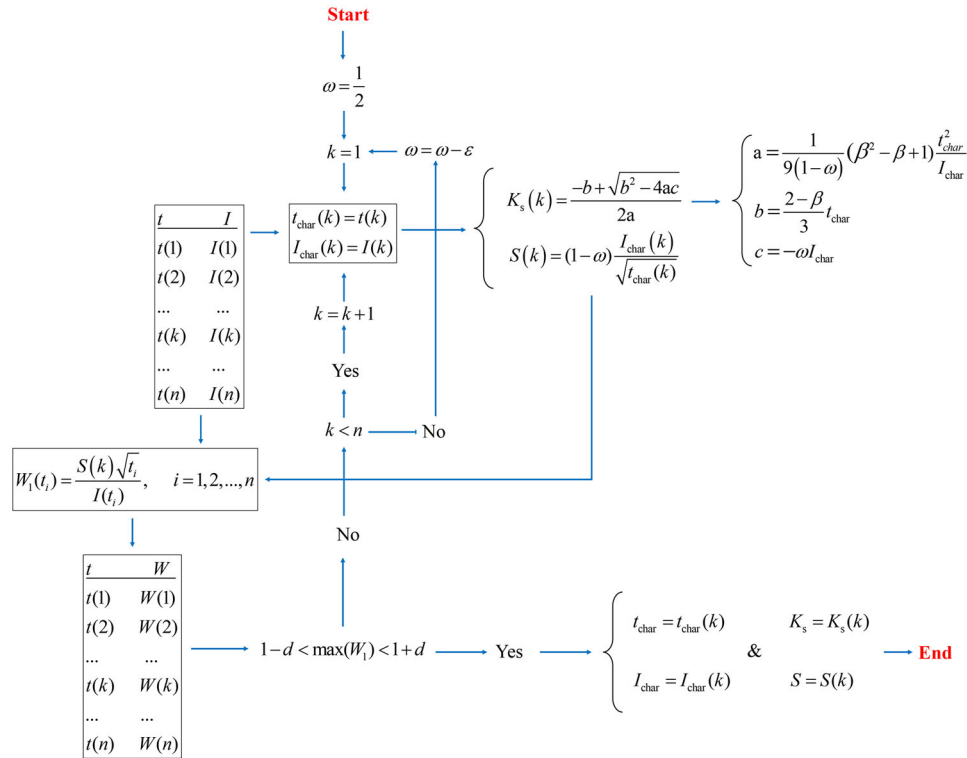 Start
ω = 1/2
k = 1
ω = ω − ε
t_char(k) = t(k)
I_char(k) = I(k)
K_s(k) = (−b + √(b² − 4ac)) / 2a
S(k) = (1−ω) I_char(k) / √(t_char(k))
a = 1/(9(1−ω)) (β² − β + 1) t²_char / I_char
b = (2−β)/3 t_char
c = −ωI_char
t I
t(1) I(1)
t(2) I(2)
... ...
t(k) I(k)
... ...
t(n) I(n)
k = k+1
Yes
k < n
No
W₁(t_i) = S(k)√t_i / I(t_i), i = 1,2,...,n
No
t W
t(1) W(1)
t(2) W(2)
... ...
t(k) W(k)
... ...
t(n) W(n)
1−d < max(W₁) < 1+d
Yes
t_char = t_char(k) K_s = K_s(k)
&
I_char = I_char(k) S = S(k)
End